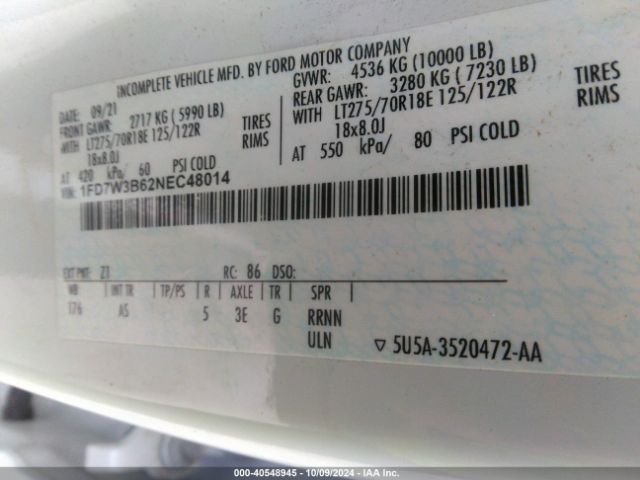 INCOMPLETE VEHICLE MFD. BY FORD MOTOR COMPANY
DATE: 09/21
GVWR: 4536 KG (10000 LB)
FRONT GAWR: 2717 KG (5990 LB)
REAR GAWR: 3280 KG (7230 LB)
WITH LT275/70R18E 125/122R TIRES
18x8.0J RIMS
AT 420 kPa/ 60 PSI COLD
WITH LT275/70R18E 125/122R TIRES
18x8.0J RIMS
AT 550 kPa/ 80 PSI COLD
VIN: 1FD7W3B62NEC48014
EXT PNT: Z1 RC: 86 DSO:
WB INT TR TP/PS R AXLE TR SPR
176 AS 5 3E G RRNN
ULN ▽ 5U5A-3520472-AA
000-40548945 - 10/09/2024 - IAA Inc.